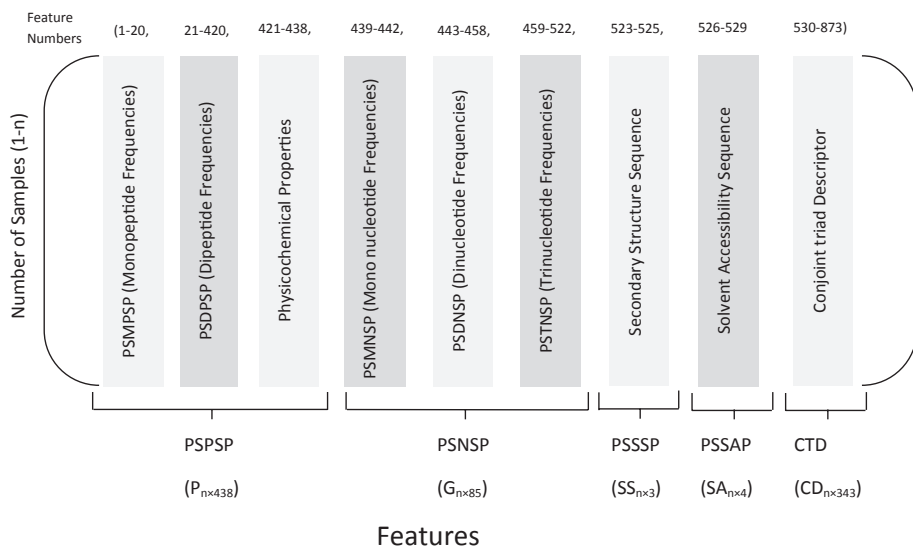 Feature Numbers
(1-20, 21-420, 421-438, 439-442, 443-458, 459-522, 523-525, 526-529 530-873)
Number of Samples (1-n)
PSMPSP (Monopeptide Frequencies)
PSDPSP (Dipeptide Frequencies)
Physicochemical Properties
PSMNSP (Mono nucleotide Frequencies)
PSDNSP (Dinucleotide Frequencies)
PSTNSP (Trinucleotide Frequencies)
Secondary Structure Sequence
Solvent Accessibility Sequence
Conjoint triad Descriptor
PSPSP PSNSP PSSSP PSSAP CTD
(Pn×438) (Gn×85) (SSn×3) (SAn×4) (CDn×343)
Features